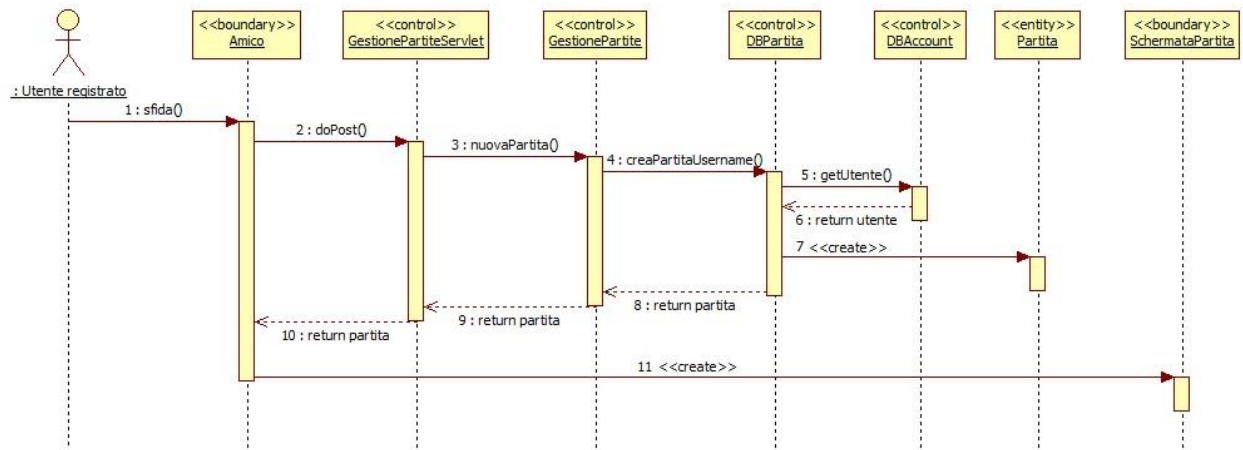 <<boundary>>
Amico
<<control>>
GestionePartiteServlet
<<control>>
GestionePartite
<<control>>
DBPartita
<<control>>
DBAccount
<<entity>>
Partita
<<boundary>>
SchermataPartita
: Utente registrato
1 : sfida()
2 : doPost()
3 : nuovaPartita()
4 : creaPartitaUsername()
5 : getUtente()
6 : return utente
7 <<create>>
8 : return partita
9 : return partita
10 : return partita
11 <<create>>